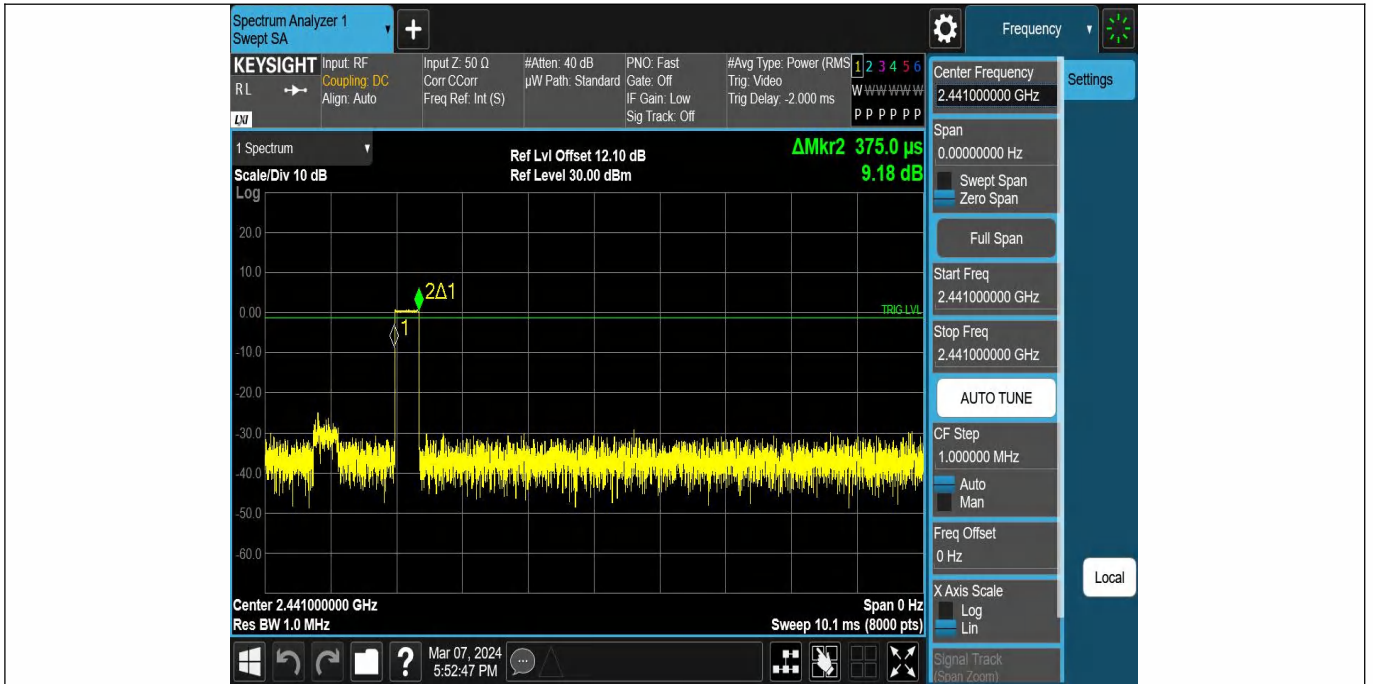 Spectrum Analyzer 1
Swept SA
+
Frequency
KEYSIGHT
R L
LXI
Input: RF
Coupling: DC
Align: Auto
Input Z: 50 Ω
Corr CCorr
Freq Ref: Int (S)
#Atten: 40 dB
µW Path: Standard
PNO: Fast
Gate: Off
IF Gain: Low
Sig Track: Off
#Avg Type: Power (RMS
Trig: Video
Trig Delay: -2.000 ms
1 2 3 4 5 6
W W W W W W
P P P P P P
1 Spectrum
Scale/Div 10 dB
Log
Ref Lvl Offset 12.10 dB
Ref Level 30.00 dBm
ΔMkr2 375.0 µs
9.18 dB
20.0
10.0
0.00
-10.0
-20.0
-30.0
-40.0
-50.0
-60.0
2Δ1
1
TRIG LVL
Center 2.441000000 GHz
Res BW 1.0 MHz
Span 0 Hz
Sweep 10.1 ms (8000 pts)
Center Frequency
2.441000000 GHz
Settings
Span
0.00000000 Hz
Swept Span
Zero Span
Full Span
Start Freq
2.441000000 GHz
Stop Freq
2.441000000 GHz
AUTO TUNE
CF Step
1.000000 MHz
Auto
Man
Freq Offset
0 Hz
X Axis Scale
Log
Lin
Local
Signal Track
(Span Zoom)
?
Mar 07, 2024
5:52:47 PM